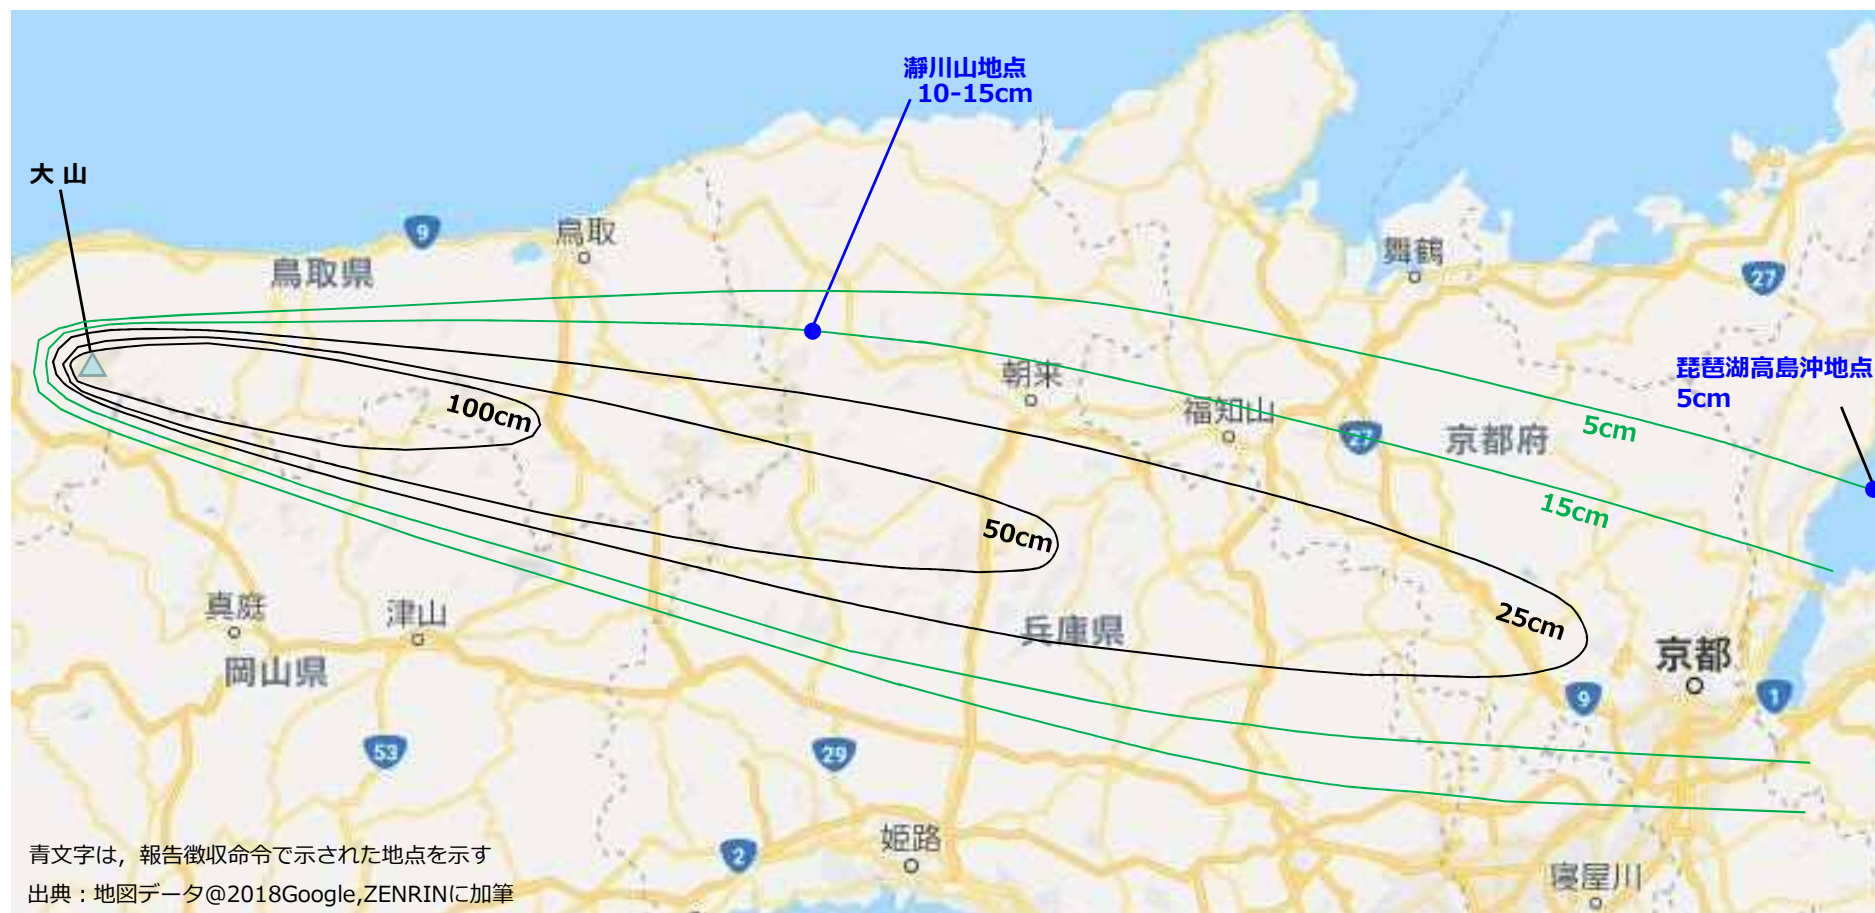 瀞川山地点
10-15cm
大 山
9
鳥取
鳥取県
舞鶴
27
琵琶湖高島沖地点
5cm
朝来
100cm
福知山
27
京都府
5cm
15cm
50cm
25cm
真庭
津山
兵庫県
京都
岡山県
9
1
53
29
姫路
2
寝屋川
青文字は，報告徴収命令で示された地点を示す
出典：地図データ@2018Google,ZENRINに加筆